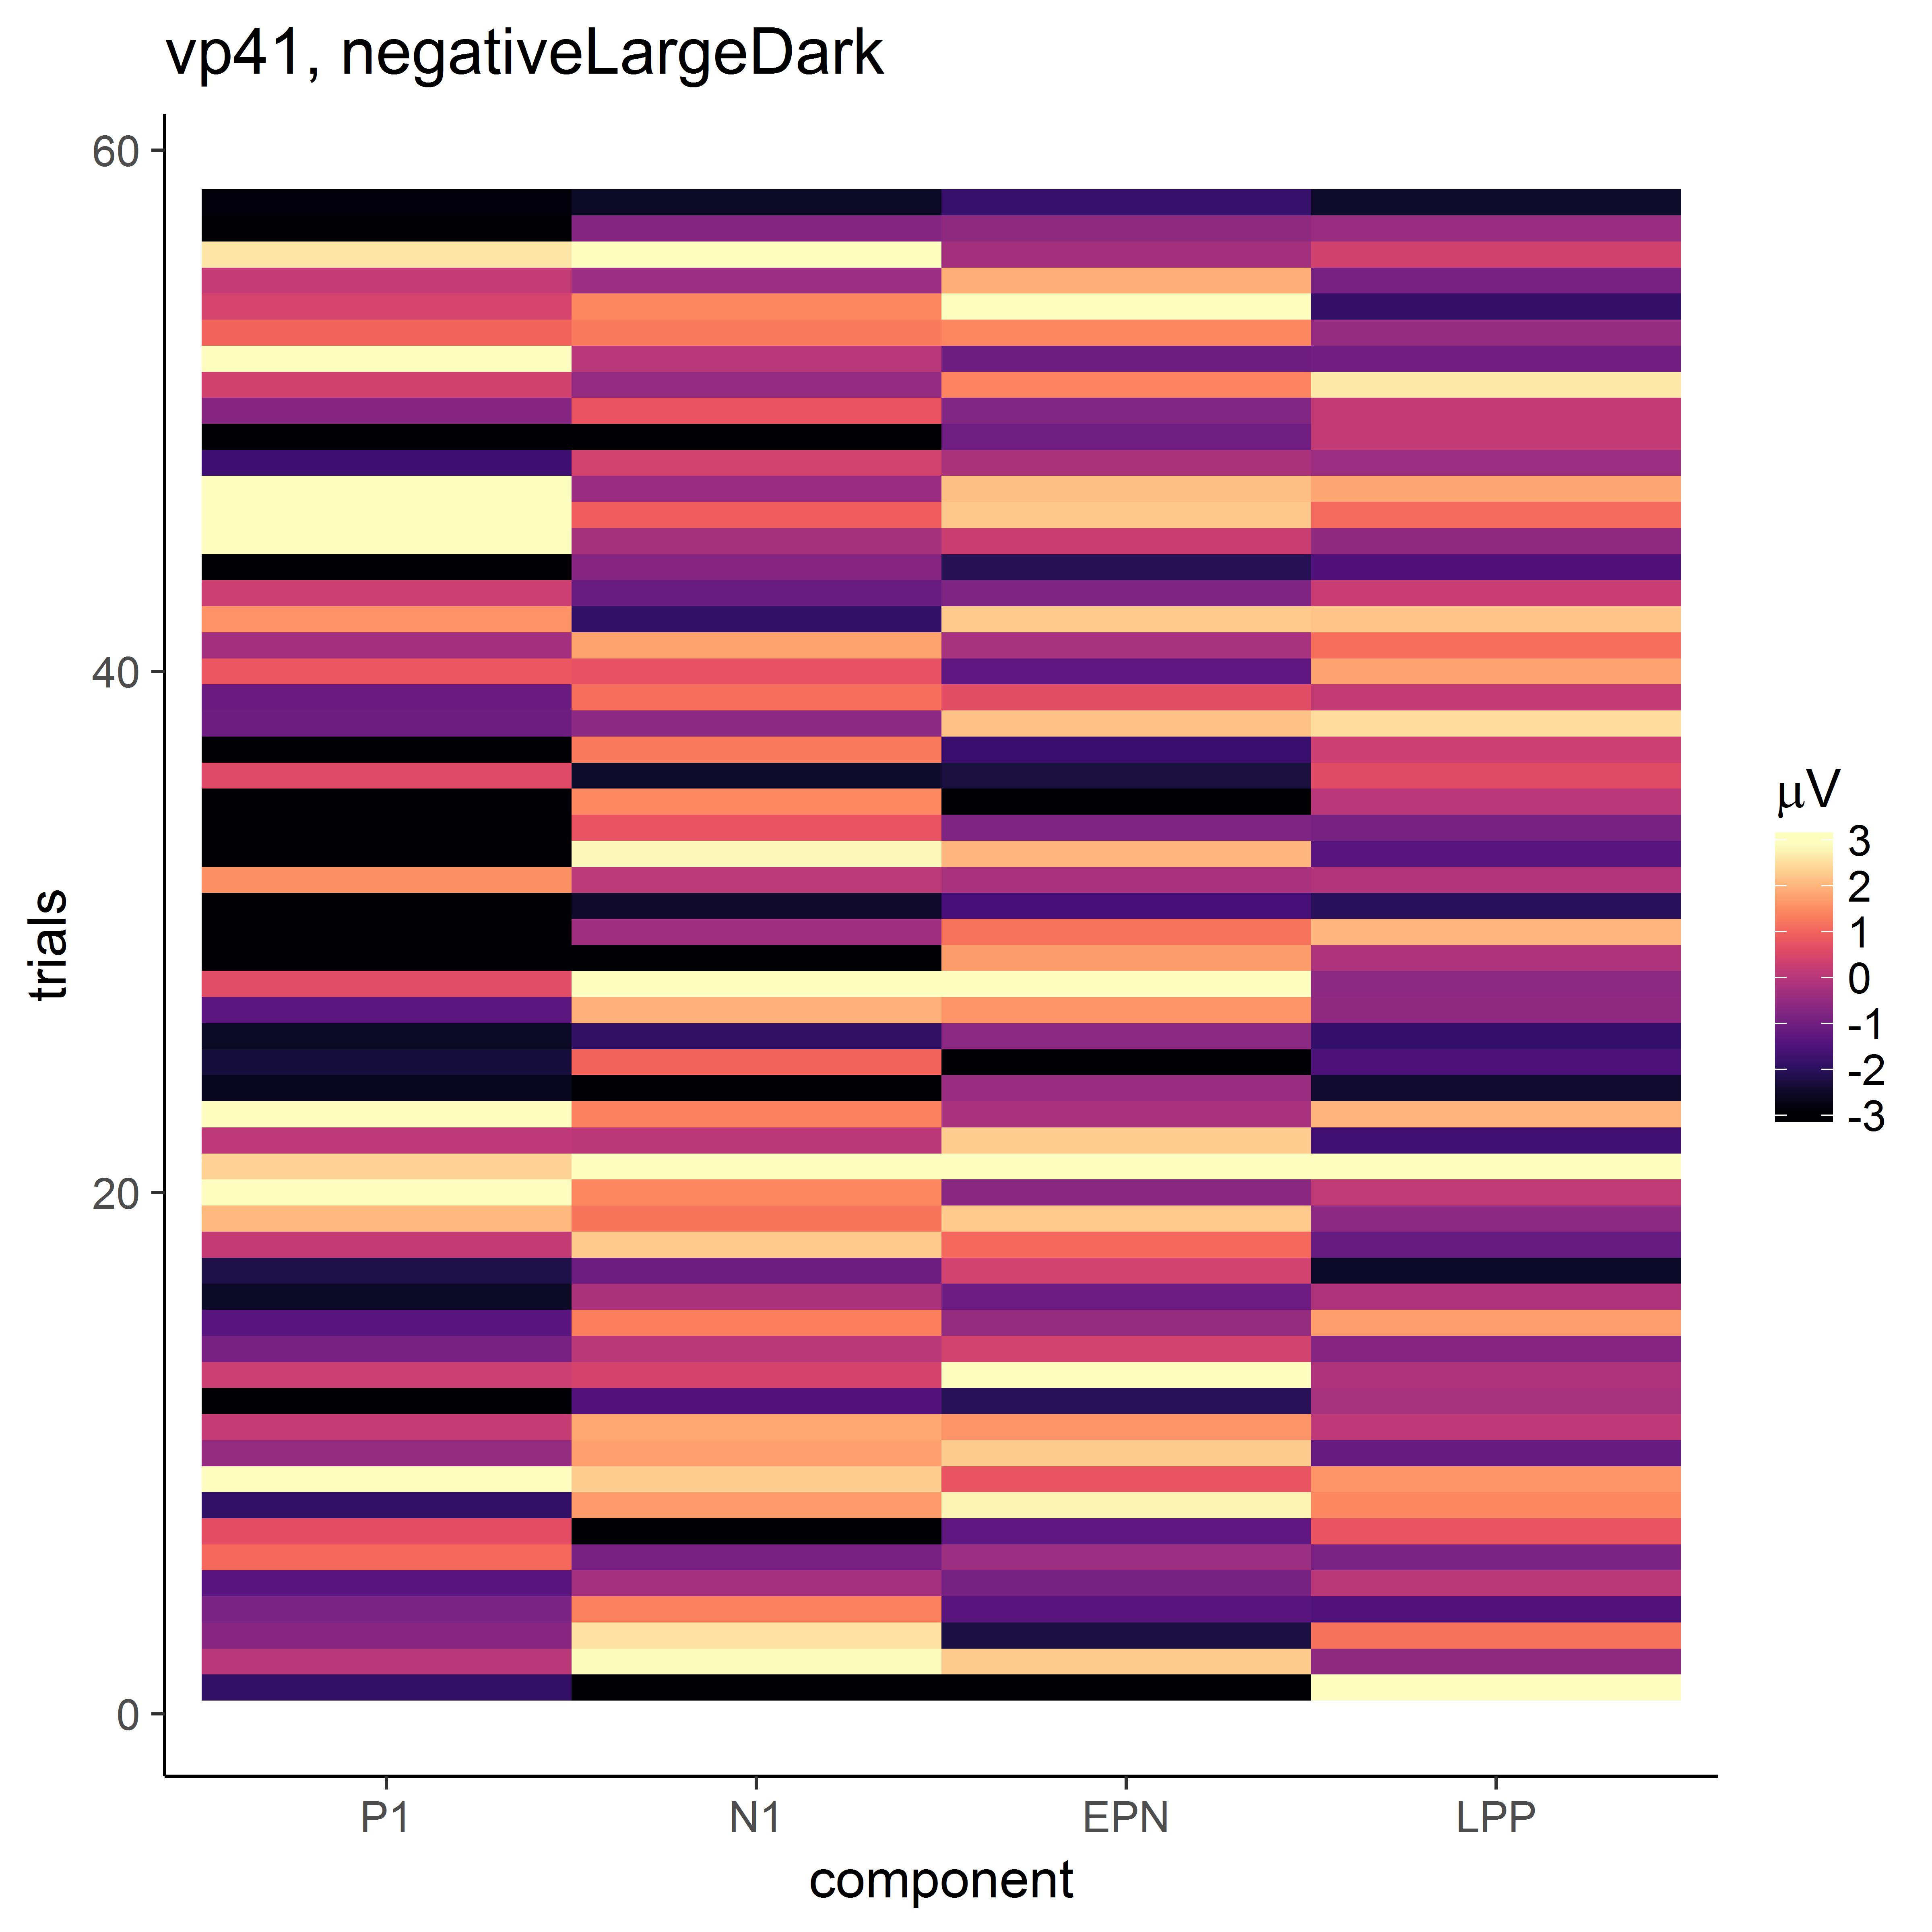 vp41, negativeLargeDark
60
40
20
0
trials
P1 N1 EPN LPP
component
μV
3
2
1
0
-1
-2
-3